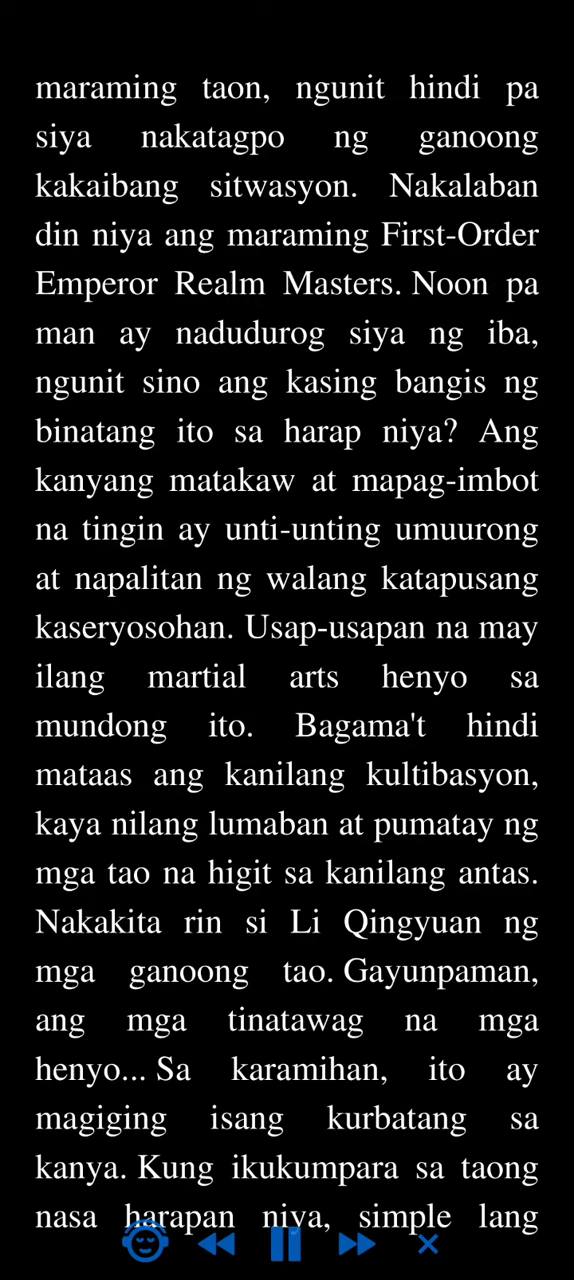 maraming taon, ngunit hindi pa
siya nakatagpo ng ganoong
kakaibang sitwasyon. Nakalaban
din niya ang maraming First-Order
Emperor Realm Masters. Noon pa
man ay nadudurog siya ng iba,
ngunit sino ang kasing bangis ng
binatang ito sa harap niya? Ang
kanyang matakaw at mapag-imbot
na tingin ay unti-unting umuurong
at napalitan ng walang katapusang
kaseryosohan. Usap-usapan na may
ilang martial arts henyo sa
mundong ito. Bagama't hindi
mataas ang kanilang kultibasyon,
kaya nilang lumaban at pumatay ng
mga tao na higit sa kanilang antas.
Nakakita rin si Li Qingyuan ng
mga ganoong tao. Gayunpaman,
ang mga tinatawag na mga
henyo... Sa karamihan, ito ay
magiging isang kurbatang sa
kanya. Kung ikukumpara sa taong
nasa harapan niya, simple lang